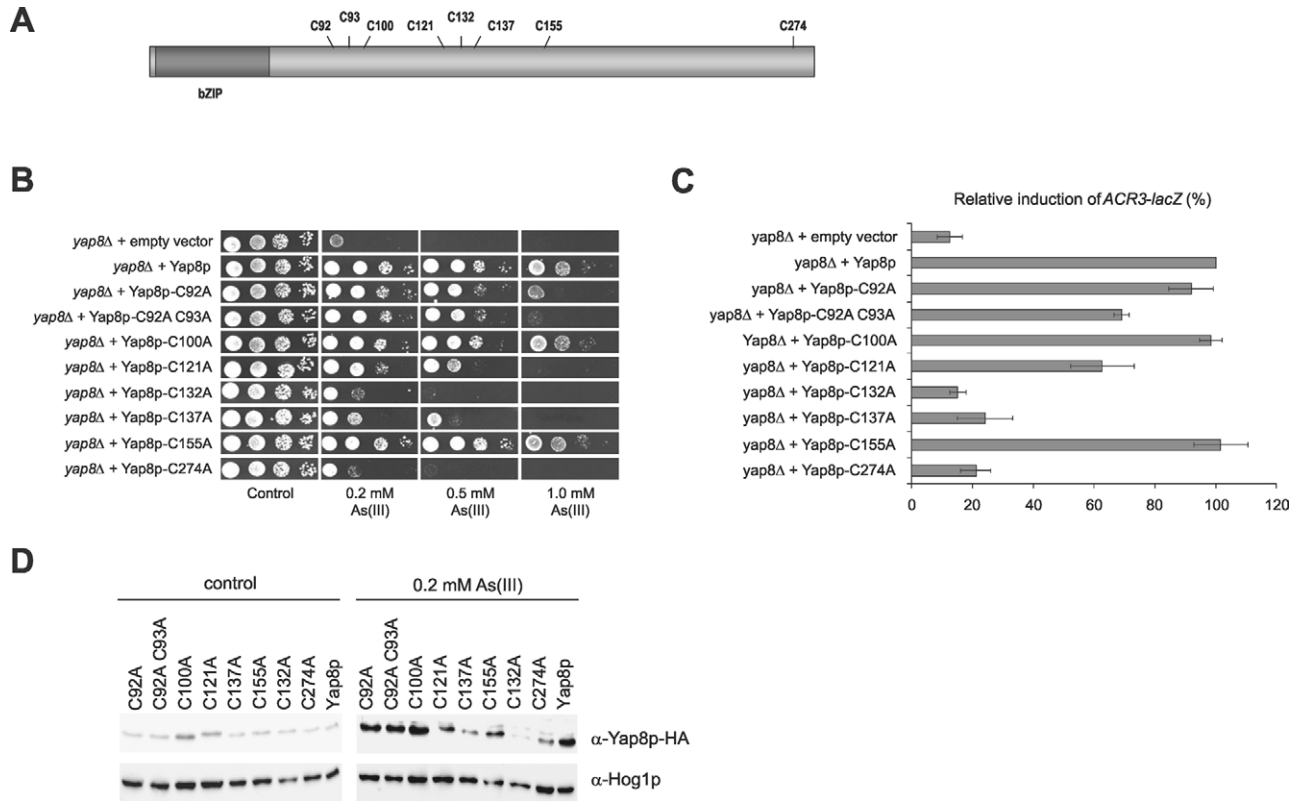 A
C92 C93 C100 C121 C132 C137 C155 C274
bZIP
B
yap8Δ + empty vector
yap8Δ + Yap8p
yap8Δ + Yap8p-C92A
yap8Δ + Yap8p-C92A C93A
yap8Δ + Yap8p-C100A
yap8Δ + Yap8p-C121A
yap8Δ + Yap8p-C132A
yap8Δ + Yap8p-C137A
yap8Δ + Yap8p-C155A
yap8Δ + Yap8p-C274A
Control
0.2 mM
As(III)
0.5 mM
As(III)
1.0 mM
As(III)
C
Relative induction of ACR3-lacZ (%)
yap8Δ + empty vector
yap8Δ + Yap8p
yap8Δ + Yap8p-C92A
yap8Δ + Yap8p-C92A C93A
Yap8Δ + Yap8p-C100A
yap8Δ + Yap8p-C121A
yap8Δ + Yap8p-C132A
yap8Δ + Yap8p-C137A
yap8Δ + Yap8p-C155A
yap8Δ + Yap8p-C274A
0 20 40 60 80 100 120
D
control
C92A
C92A C93A
C100A
C121A
C137A
C155A
C132A
C274A
Yap8p
0.2 mM As(III)
C92A
C92A C93A
C100A
C121A
C137A
C155A
C132A
C274A
Yap8p
α-Yap8p-HA
α-Hog1p